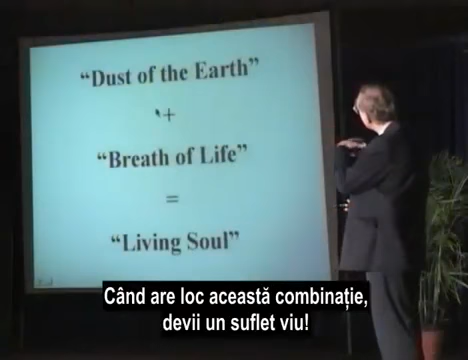 “Dust of the Earth”
+
“Breath of Life”
=
“Living Soul”
Când are loc această combinație,
devii un suflet viu!